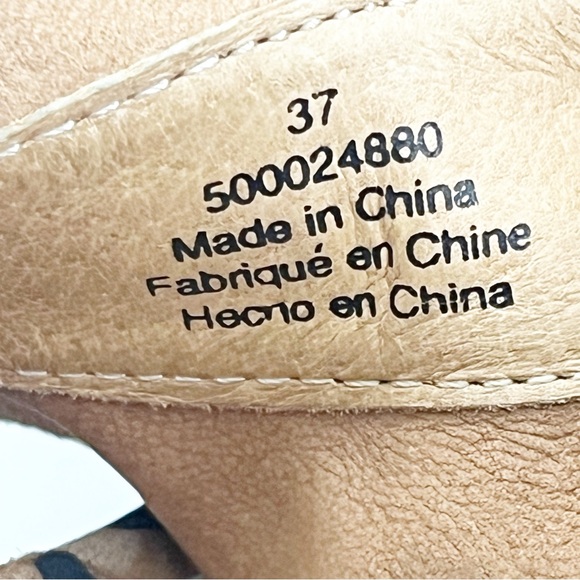 37
500024880
Made in China
Fabriqué en Chine
Hecho en China